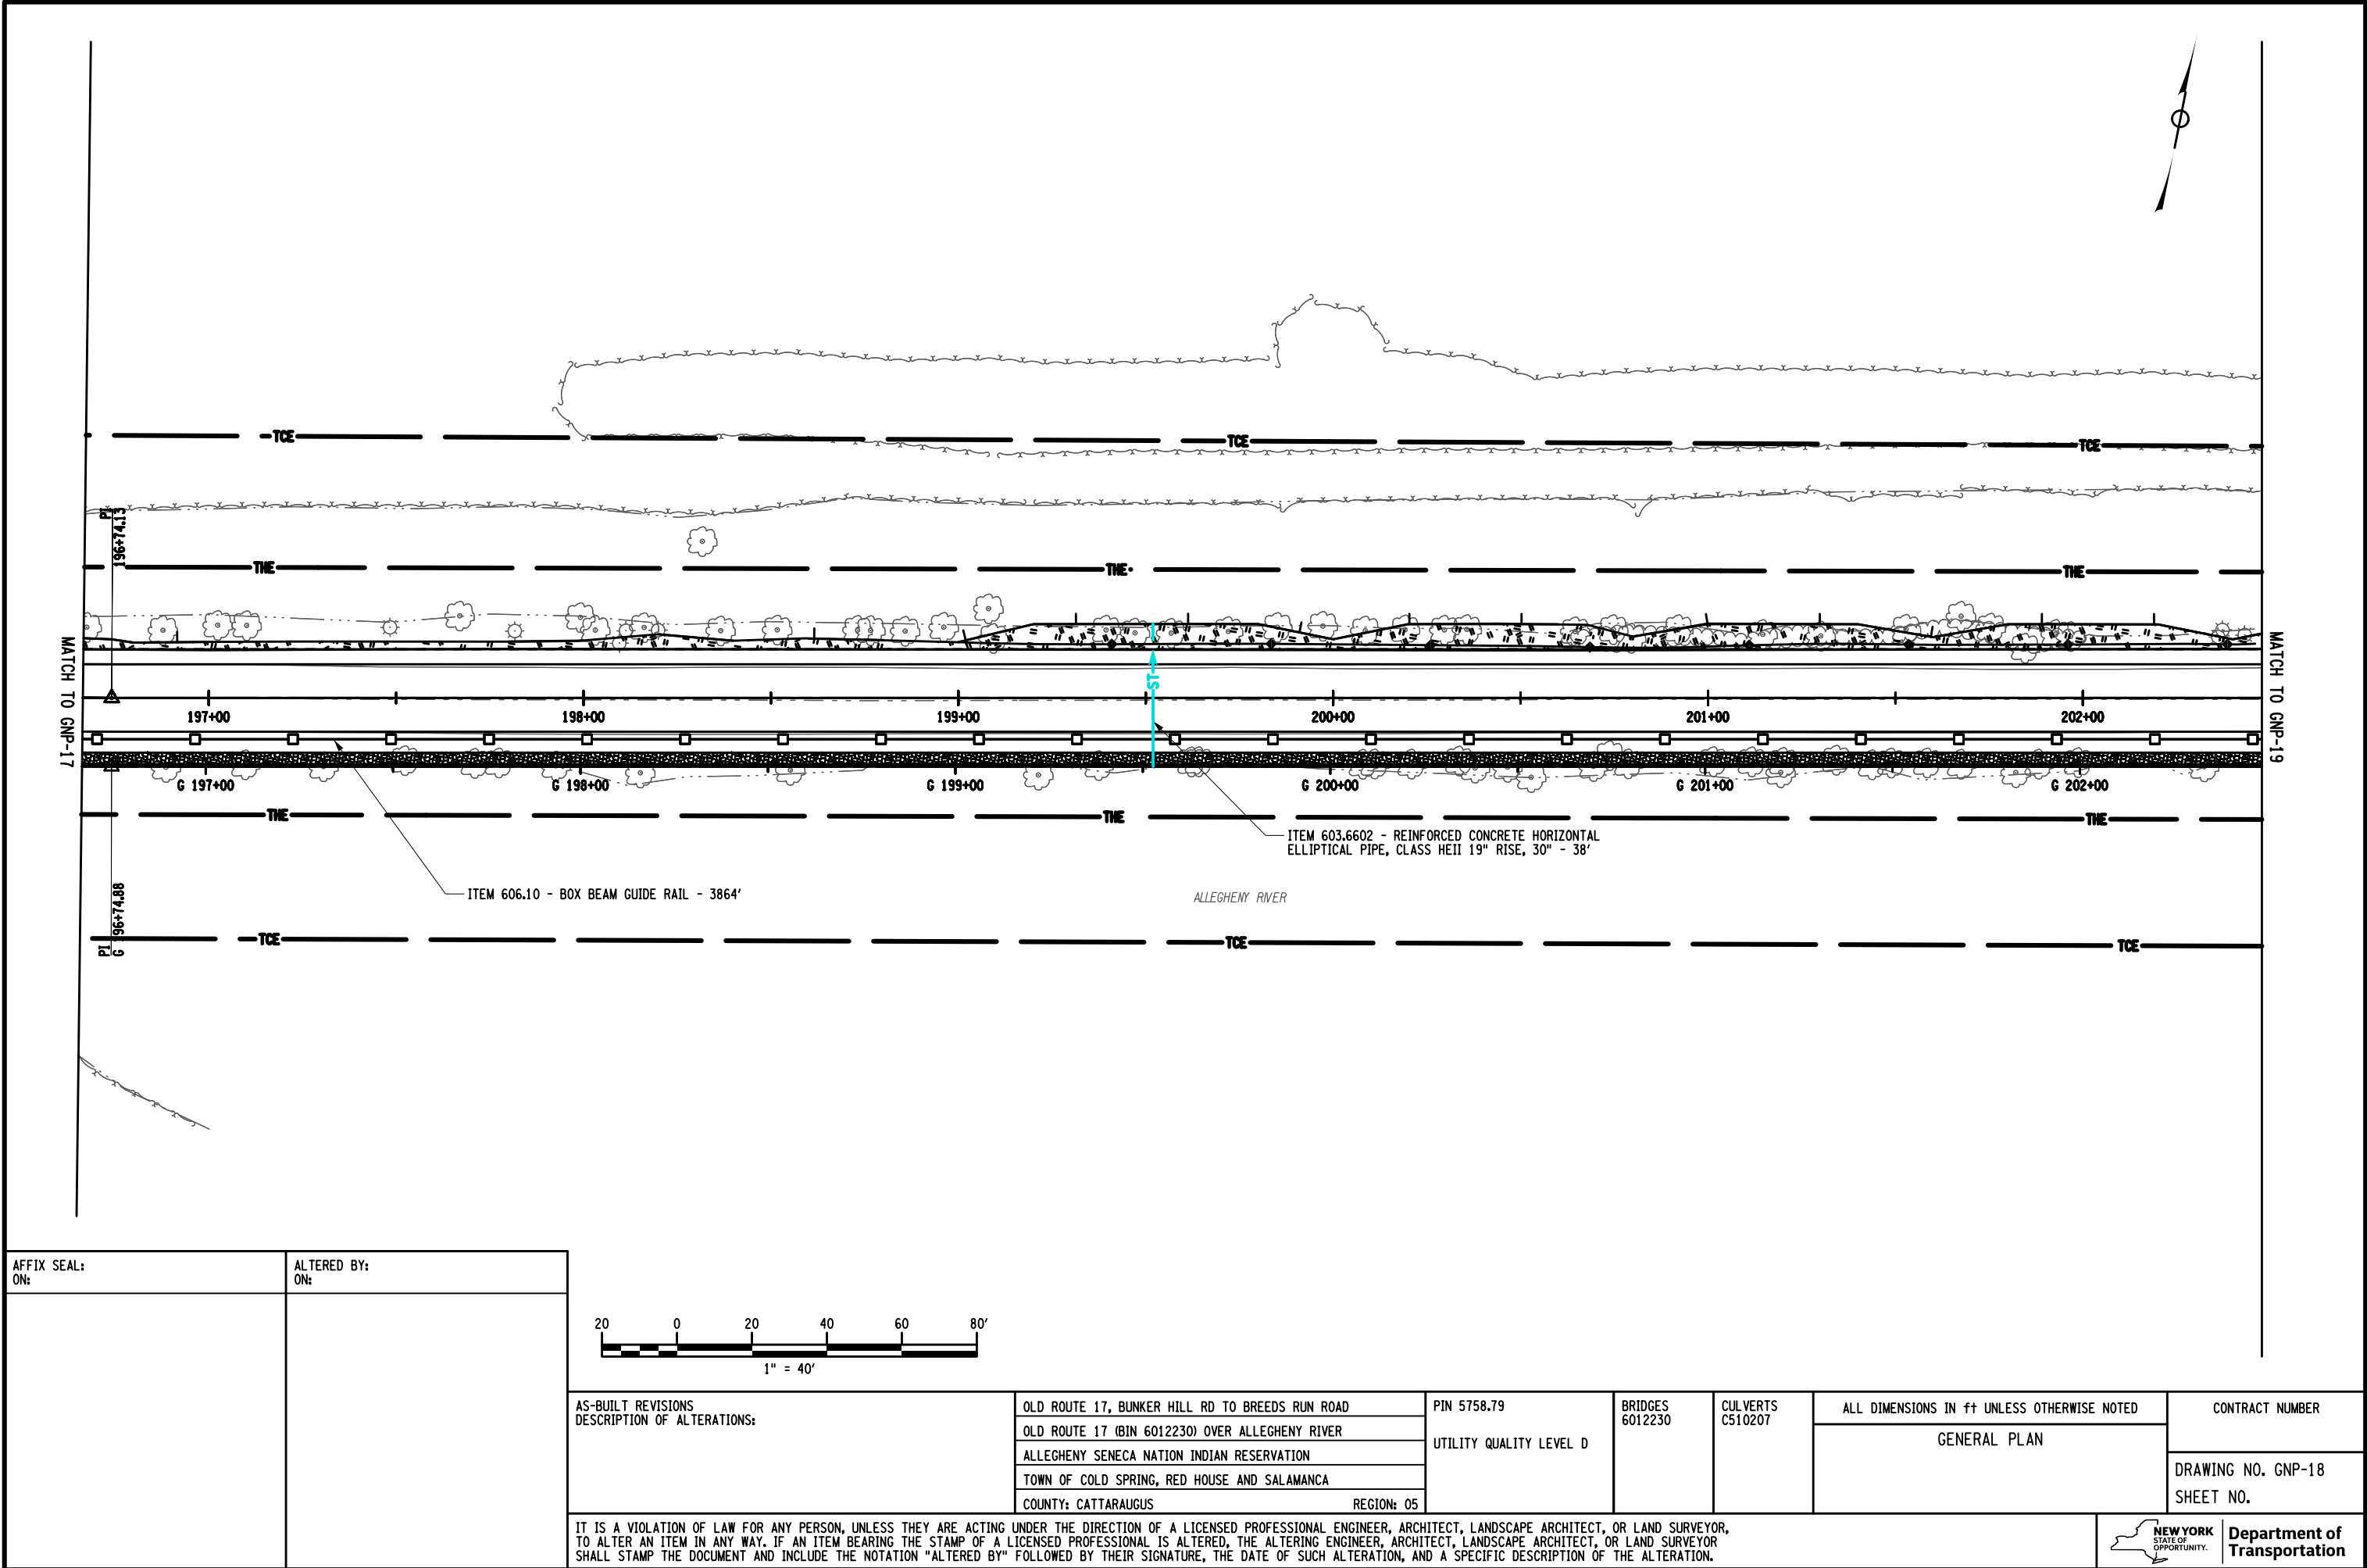 TCE
TCE
TCE
PI
196+74.13
THE
THE
THE
MATCH TO GNP-17
MATCH TO GNP-19
ST
197+00
198+00
199+00
200+00
201+00
202+00
G 197+00
G 198+00
G 199+00
G 200+00
G 201+00
G 202+00
THE
THE
THE
ITEM 603.6602 - REINFORCED CONCRETE HORIZONTAL
ELLIPTICAL PIPE, CLASS HEII 19" RISE, 30" - 38'
ITEM 606.10 - BOX BEAM GUIDE RAIL - 3864'
ALLEGHENY RIVER
PI
G 196+74.88
TCE
TCE
TCE
AFFIX SEAL:
ON:
ALTERED BY:
ON:
20 0 20 40 60 80'
1" = 40'
AS-BUILT REVISIONS
DESCRIPTION OF ALTERATIONS:
OLD ROUTE 17, BUNKER HILL RD TO BREEDS RUN ROAD
OLD ROUTE 17 (BIN 6012230) OVER ALLEGHENY RIVER
ALLEGHENY SENECA NATION INDIAN RESERVATION
TOWN OF COLD SPRING, RED HOUSE AND SALAMANCA
COUNTY: CATTARAUGUS REGION: 05
PIN 5758.79
UTILITY QUALITY LEVEL D
BRIDGES
6012230
CULVERTS
C510207
ALL DIMENSIONS IN ft UNLESS OTHERWISE NOTED
GENERAL PLAN
CONTRACT NUMBER
DRAWING NO. GNP-18
SHEET NO.
IT IS A VIOLATION OF LAW FOR ANY PERSON, UNLESS THEY ARE ACTING UNDER THE DIRECTION OF A LICENSED PROFESSIONAL ENGINEER, ARCHITECT, LANDSCAPE ARCHITECT, OR LAND SURVEYOR,
TO ALTER AN ITEM IN ANY WAY. IF AN ITEM BEARING THE STAMP OF A LICENSED PROFESSIONAL IS ALTERED, THE ALTERING ENGINEER, ARCHITECT, LANDSCAPE ARCHITECT, OR LAND SURVEYOR
SHALL STAMP THE DOCUMENT AND INCLUDE THE NOTATION "ALTERED BY" FOLLOWED BY THEIR SIGNATURE, THE DATE OF SUCH ALTERATION, AND A SPECIFIC DESCRIPTION OF THE ALTERATION.
NEW YORK
STATE OF
OPPORTUNITY.
Department of
Transportation